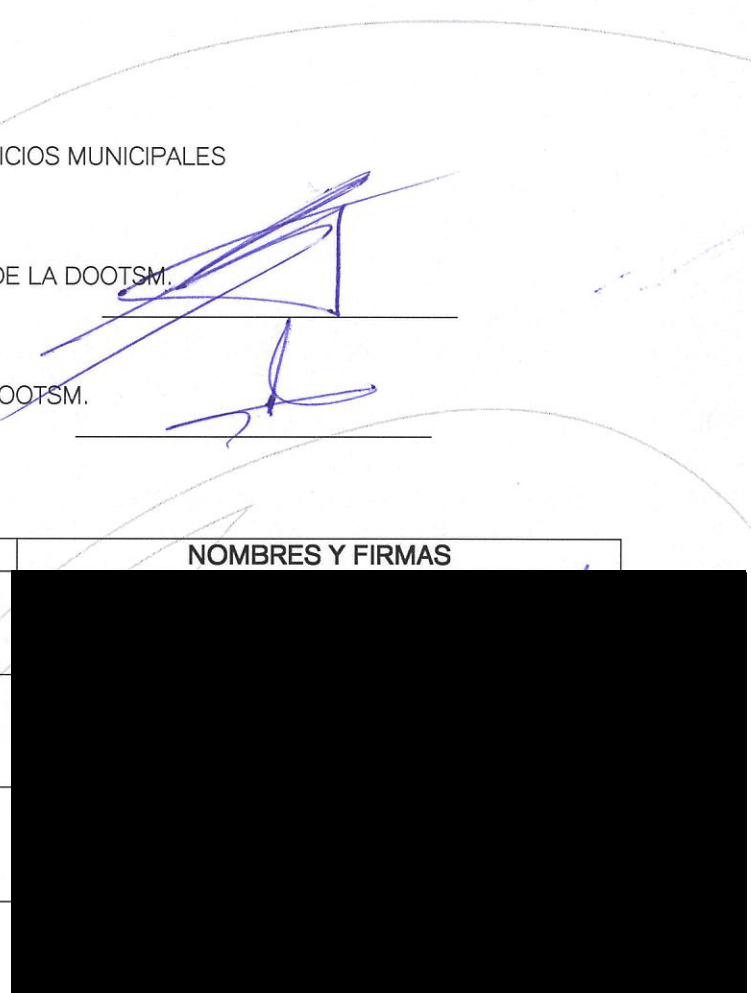 ICIOS MUNICIPALES
DE LA DOOTSM.
OOTSM.
NOMBRES Y FIRMAS